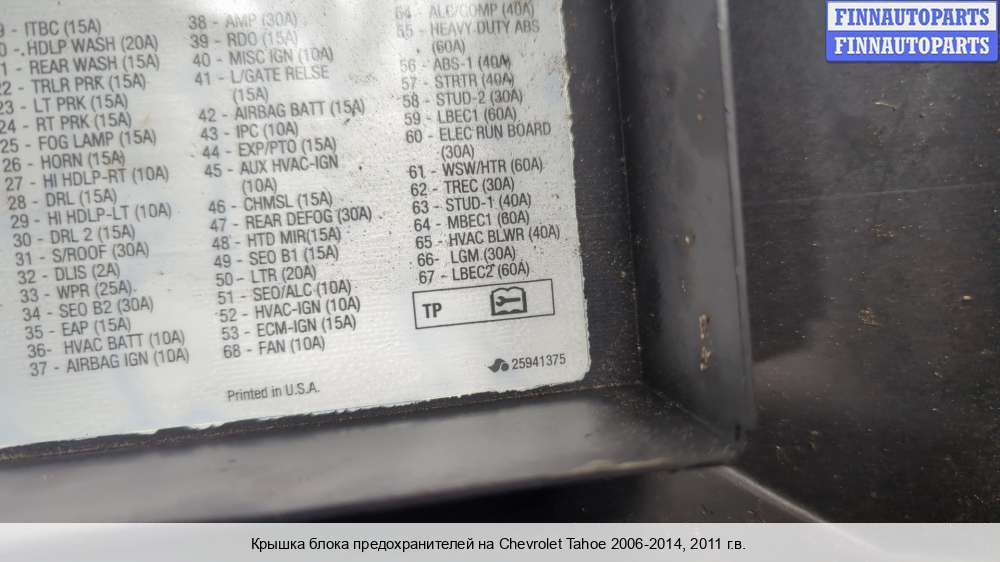 9 - ITBC (15A)
0 - HDLP WASH (20A)
1 - REAR WASH (15A)
22 - TRLR PRK (15A)
23 - LT PRK (15A)
24 - RT PRK (15A)
25 - FOG LAMP (15A)
26 - HORN (15A)
27 - HI HDLP-RT (10A)
28 - DRL (15A)
29 - HI HDLP-LT (10A)
30 - DRL 2 (15A)
31 - S/ROOF (30A)
32 - DLIS (2A)
33 - WPR (25A)
34 - SEO B2 (30A)
35 - EAP (15A)
36- HVAC BATT (10A)
37 - AIRBAG IGN (10A)
38 - AMP (30A)
39 - RDO (15A)
40 - MISC IGN (10A)
41 - L/GATE RELSE
(15A)
42 - AIRBAG BATT (15A)
43 - IPC (10A)
44 - EXP/PTO (15A)
45 - AUX HVAC-IGN
(10A)
46 - CHMSL (15A)
47 - REAR DEFOG (30A)
48 - HTD MIR(15A)
49 - SEO B1 (15A)
50 - LTR (20A)
51 - SEO/ALC (10A)
52 - HVAC-IGN (10A)
53 - ECM-IGN (15A)
68 - FAN (10A)
54 - ALC/COMP (40A)
55 - HEAVY DUTY ABS
(60A)
56 - ABS-1 (40A)
57 - STRTR (40A)
58 - STUD-2 (30A)
59 - LBEC1 (60A)
60 - ELEC RUN BOARD
(30A)
61 - WSW/HTR (60A)
62 - TREC (30A)
63 - STUD-1 (40A)
64 - MBEC1 (60A)
65 - HVAC BLWR (40A)
66- LGM (30A)
67 - LBEC2 (60A)
TP
25941375
Printed in U.S.A.
FINNAUTOPARTS
FINNAUTOPARTS
Крышка блока предохранителей на Chevrolet Tahoe 2006-2014, 2011 г.в.